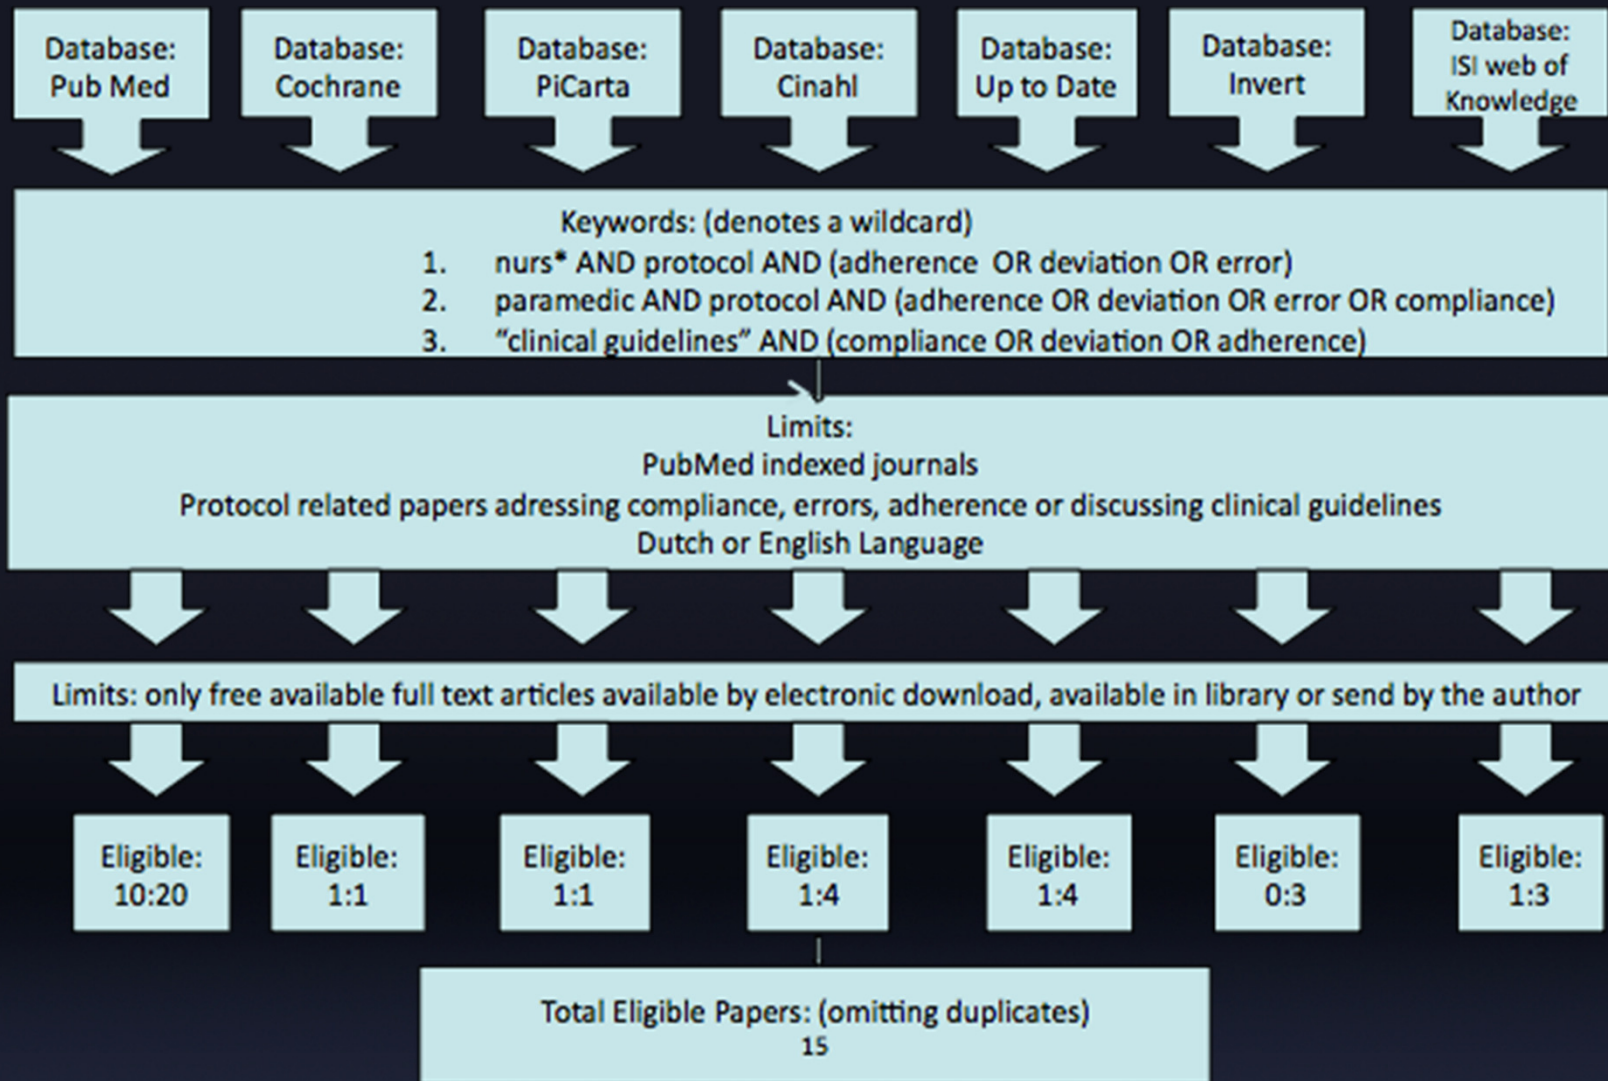 Database:
Pub Med
Database:
Cochrane
Database:
PiCarta
Database:
Cinahl
Database:
Up to Date
Database:
Invert
Database:
ISI web of
Knowledge
Keywords: (denotes a wildcard)
1. nurs* AND protocol AND (adherence OR deviation OR error)
2. paramedic AND protocol AND (adherence OR deviation OR error OR compliance)
3. “clinical guidelines” AND (compliance OR deviation OR adherence)
Limits:
PubMed indexed journals
Protocol related papers adressing compliance, errors, adherence or discussing clinical guidelines
Dutch or English Language
Limits: only free available full text articles available by electronic download, available in library or send by the author
Eligible:
10:20
Eligible:
1:1
Eligible:
1:1
Eligible:
1:4
Eligible:
1:4
Eligible:
0:3
Eligible:
1:3
Total Eligible Papers: (omitting duplicates)
15